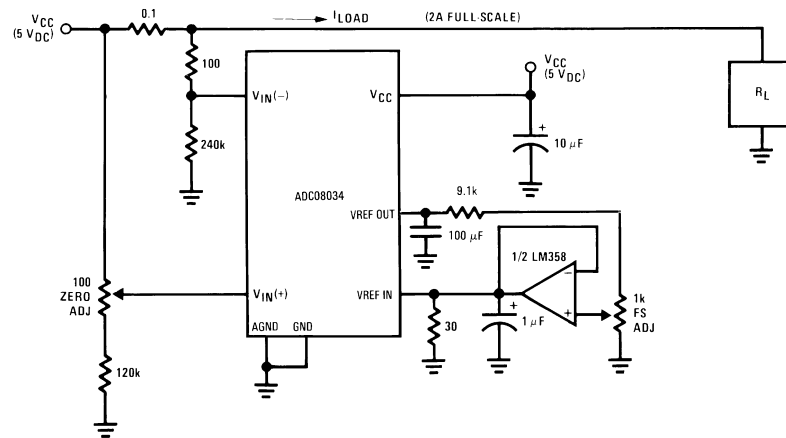 VCC
(5 VDC)
0.1
ILOAD
(2A FULL-SCALE)
100
VIN(−)
240k
VCC
VCC
(5 VDC)
+
10 μF
RL
ADC08034
VREF OUT
9.1k
100 μF
1/2 LM358
100
ZERO
ADJ
VIN(+)
VREF IN
30
+
1 μF
−
+
1k
FS
ADJ
AGND
GND
120k